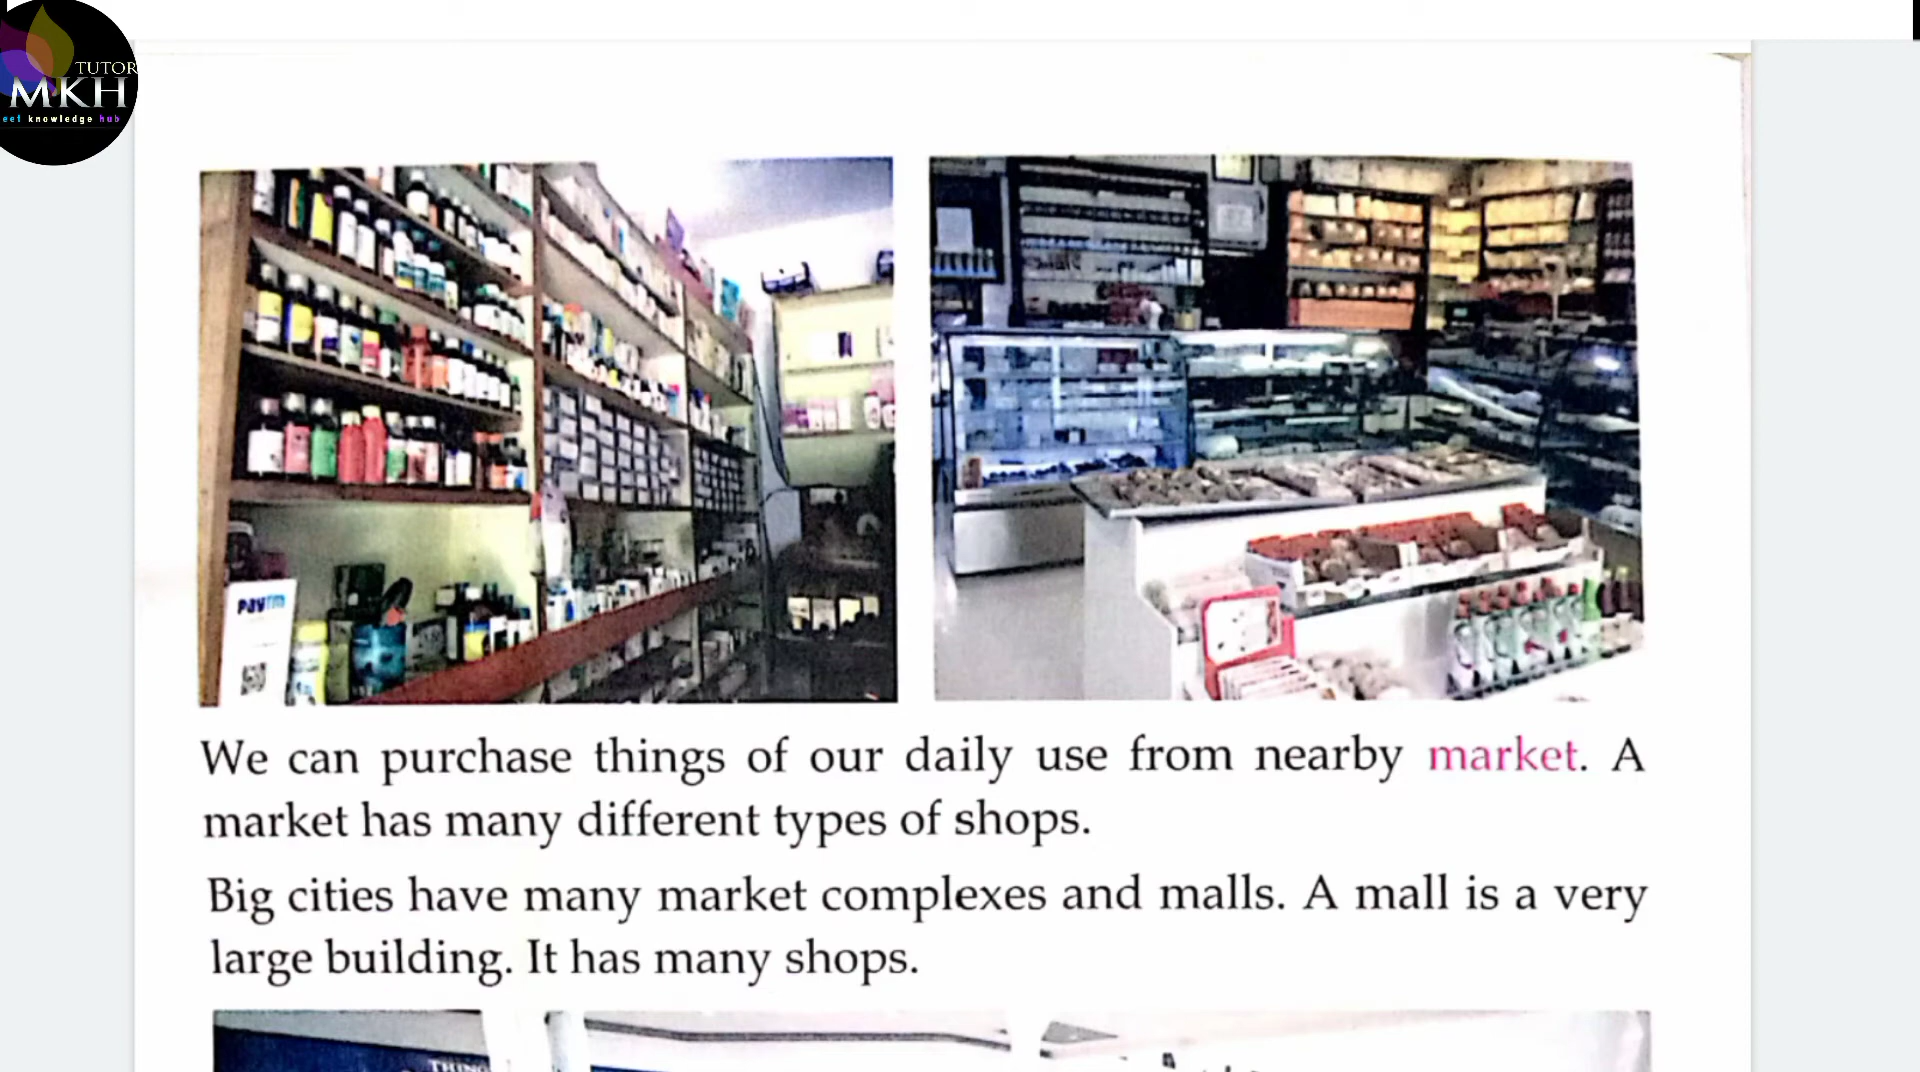 TUTOR
MKH
eet knowledge hub
Paytm
We can purchase things of our daily use from nearby market. A
market has many different types of shops.
Big cities have many market complexes and malls. A mall is a very
large building. It has many shops.
THING